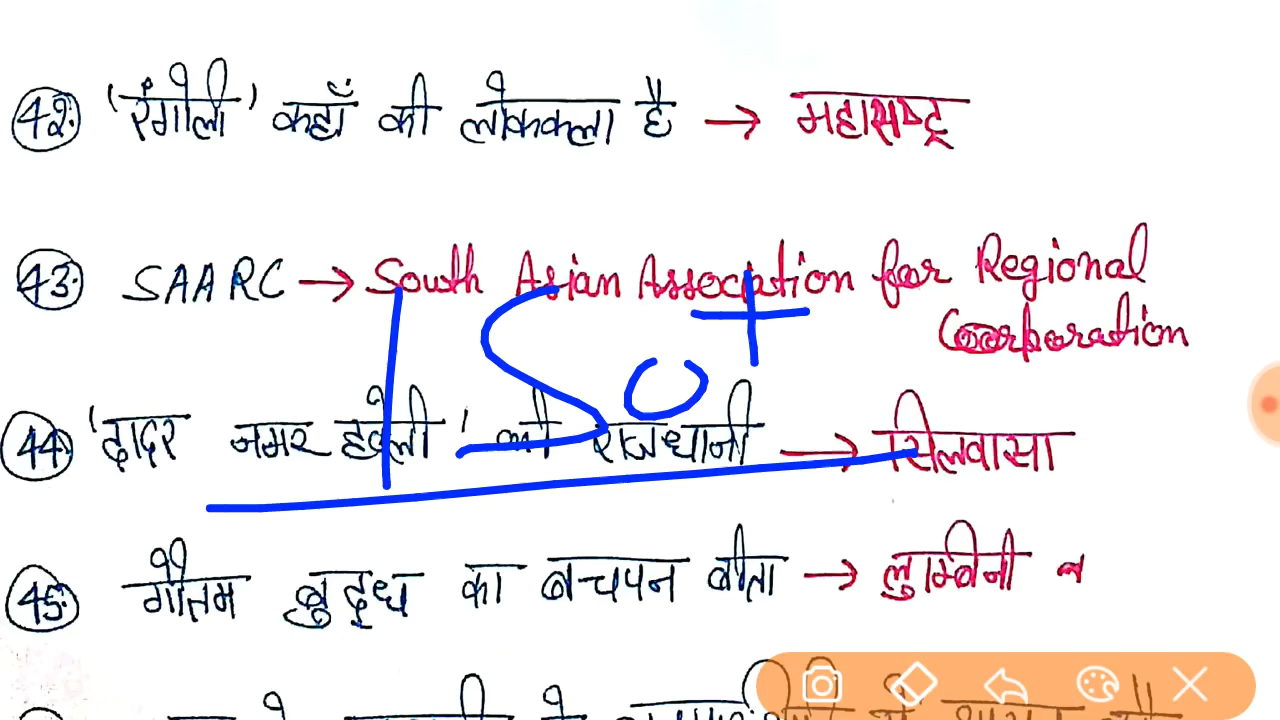 42. 'रंगोली' कहाँ की लोककला है → महाराष्ट्र
43. SAARC → South Asian Association for Regional
Coorporation
44. 'दादर नगर हवेली' की राजधानी → सिलवासा
150+
45. गौतम बुद्ध का बचपन बीता → लुम्बिनी